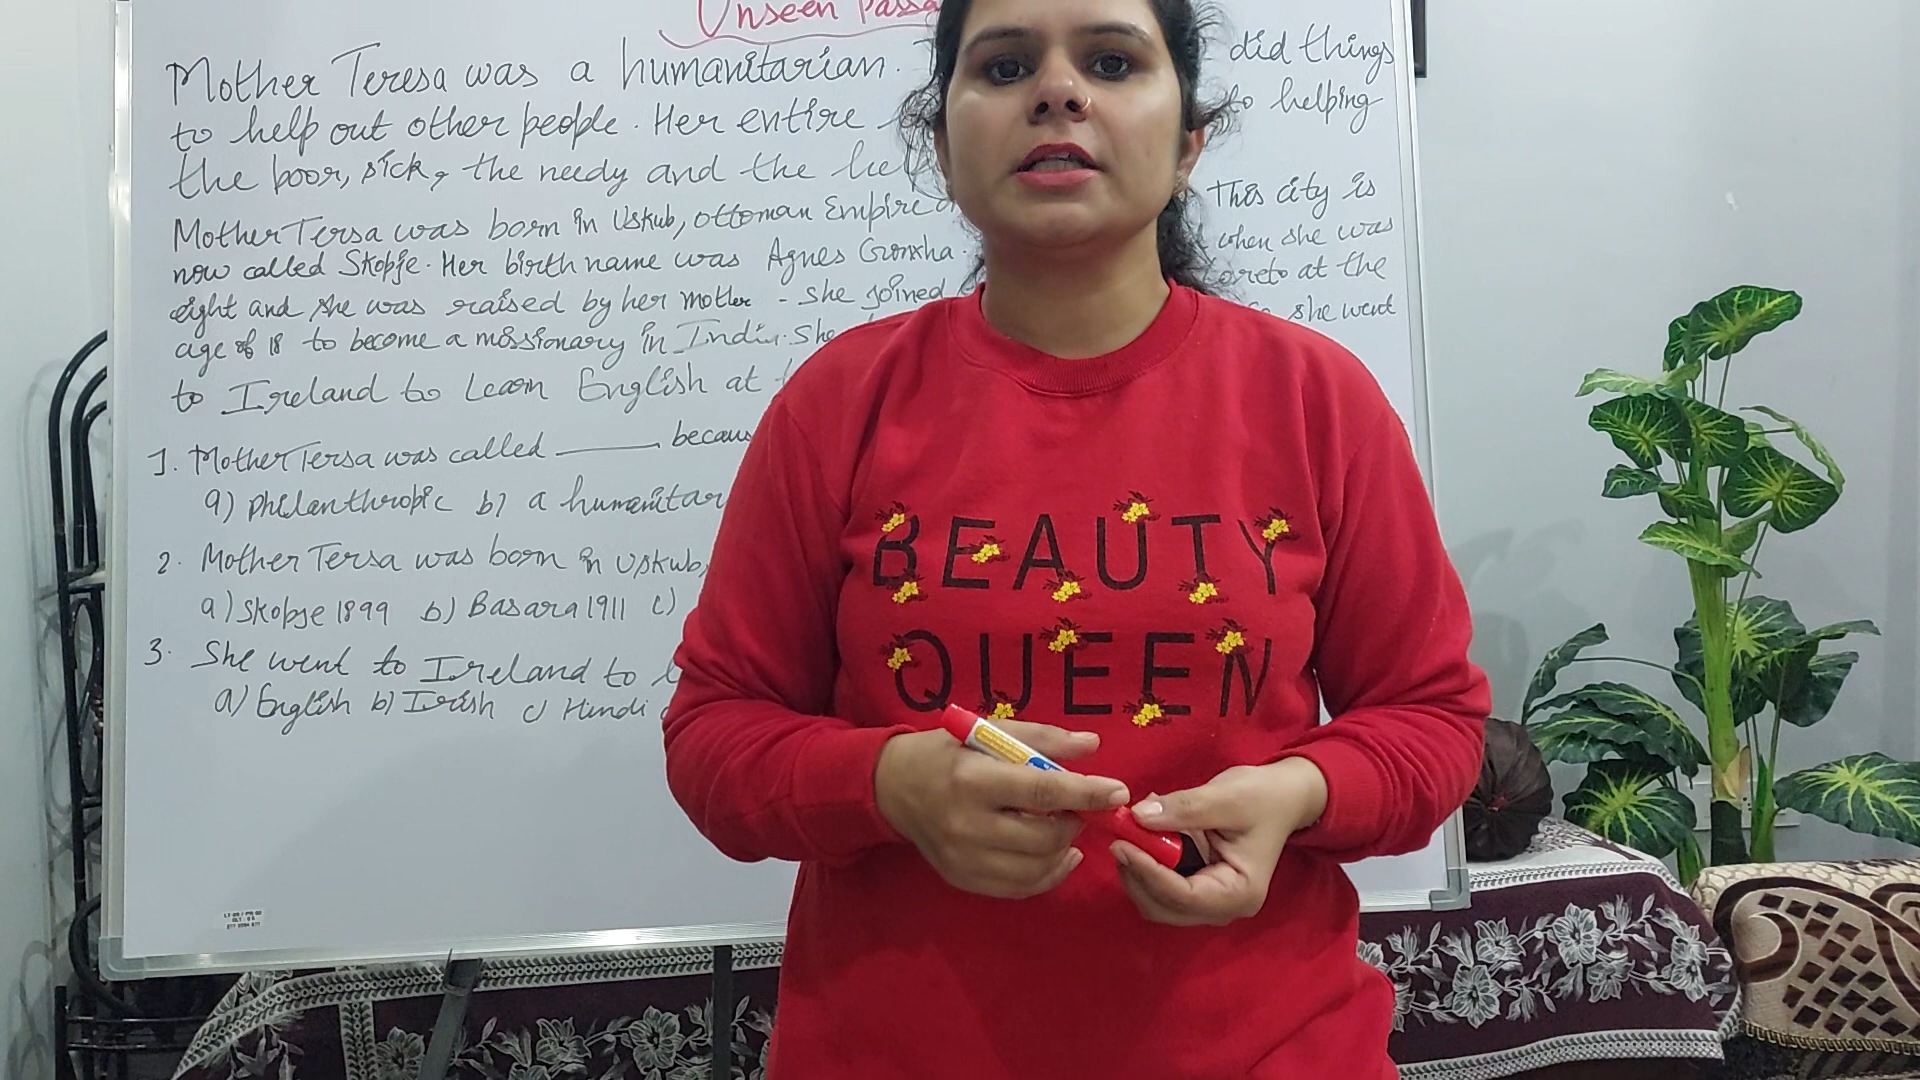 Unseen Passa
Mother Teresa was a humanitarian. did things
to help out other people. Her entire to helping
the poor, sick, the needy and the hel
Mother Tersa was born in Uskub, ottoman Empire This city is
now called Skopje. Her birth name was Agnes Gronxha. when she was
eight and she was raised by her mother - she joined oreto at the
age of 18 to become a missionary in India. She she went
to Ireland to Learn English at
1. Mother Tersa was called ______ becaus
a) philanthropic b) a humanitar
2. Mother Tersa was born in Uskub,
a) Skopje 1899 b) Basara 1911 c)
3. She went to Ireland to l
a) English b) Irish c) Hindi
BEAUTY
QUEEN